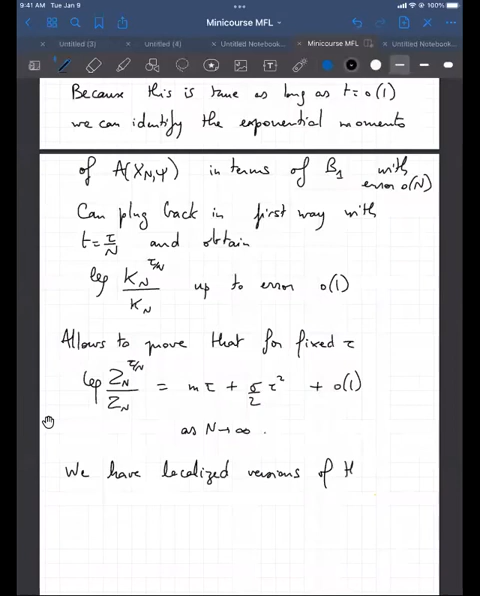 9:41 AM Tue Jan 9
100%
Minicourse MFL
Untitled (3)
Untitled (4)
Untitled Notebook...
Minicourse MFL
Untitled Notebook...
Because this is true as long as t = o(1)
we can identify the exponential moments
of A(X_N, ψ) in terms of B_1 with error o(N)
Can plug back in first way with
t = τ/N and obtain
log K_N^{τ/N} / K_N up to error o(1)
Allows to prove that for fixed τ
log Z_N^{τ/N} / Z_N = mτ + σ/2 τ² + o(1)
as N → ∞.
We have localized versions of H